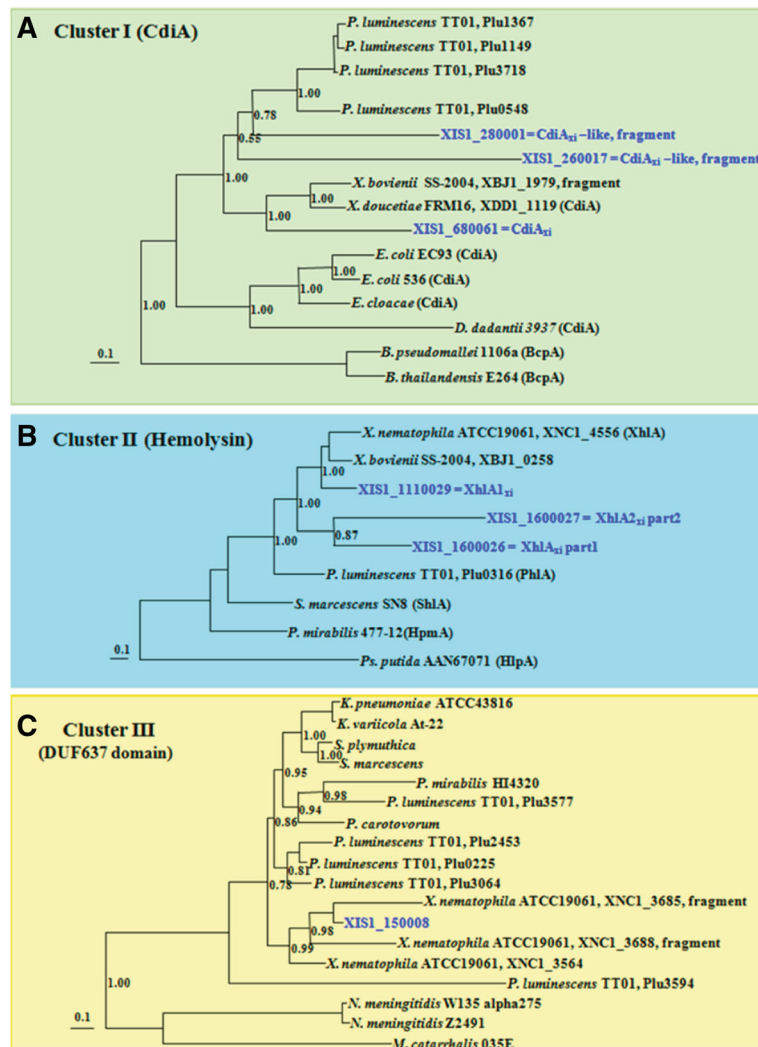 A
Cluster I (CdiA)
P. luminescens TT01, Plu1367
P. luminescens TT01, Plu1149
P. luminescens TT01, Plu3718
1.00
P. luminescens TT01, Plu0548
0.78
XIS1_280001=CdiAxi–like, fragment
0.55
XIS1_260017=CdiAxi–like, fragment
1.00
X. bovienii SS-2004, XBJ1_1979, fragment
1.00
X. doucetiae FRM16, XDD1_1119 (CdiA)
1.00
XIS1_680061=CdiAxi
E. coli EC93 (CdiA)
1.00
E. coli 536 (CdiA)
1.00
E. cloacae (CdiA)
1.00
1.00
D. dadantii 3937 (CdiA)
0.1
B. pseudomallei 1106a (BcpA)
B. thailandensis E264 (BcpA)
B
Cluster II (Hemolysin)
X. nematophila ATCC19061, XNC1_4556 (XhlA)
X. bovienii SS-2004, XBJ1_0258
1.00
XIS1_1110029=XhlA1xi
1.00
XIS1_1600027= XhlA2xi part2
0.87
1.00
XIS1_1600026= XhlAxi part1
P. luminescens TT01, Plu0316 (PhlA)
S. marcescens SN8 (ShlA)
P. mirabilis 477-12(HpmA)
0.1
Ps. putida AAN67071 (HlpA)
C
Cluster III
(DUF637 domain)
K. pneumoniae ATCC43816
K. variicola At-22
1.00
S. plymuthica
1.00
S. marcescens
0.95
P. mirabilis HI4320
0.98
P. luminescens TT01, Plu3577
0.94
0.86
P. carotovorum
P. luminescens TT01, Plu2453
P. luminescens TT01, Plu0225
0.81
0.78
P. luminescens TT01, Plu3064
X. nematophila ATCC19061, XNC1_3685, fragment
XIS1_150008
0.98
X. nematophila ATCC19061, XNC1_3688, fragment
0.99
X. nematophila ATCC19061, XNC1_3564
1.00
P. luminescens TT01, Plu3594
N. meningitidis W135 alpha275
0.1
N. meningitidis Z2491
M. catarrhalis 035E